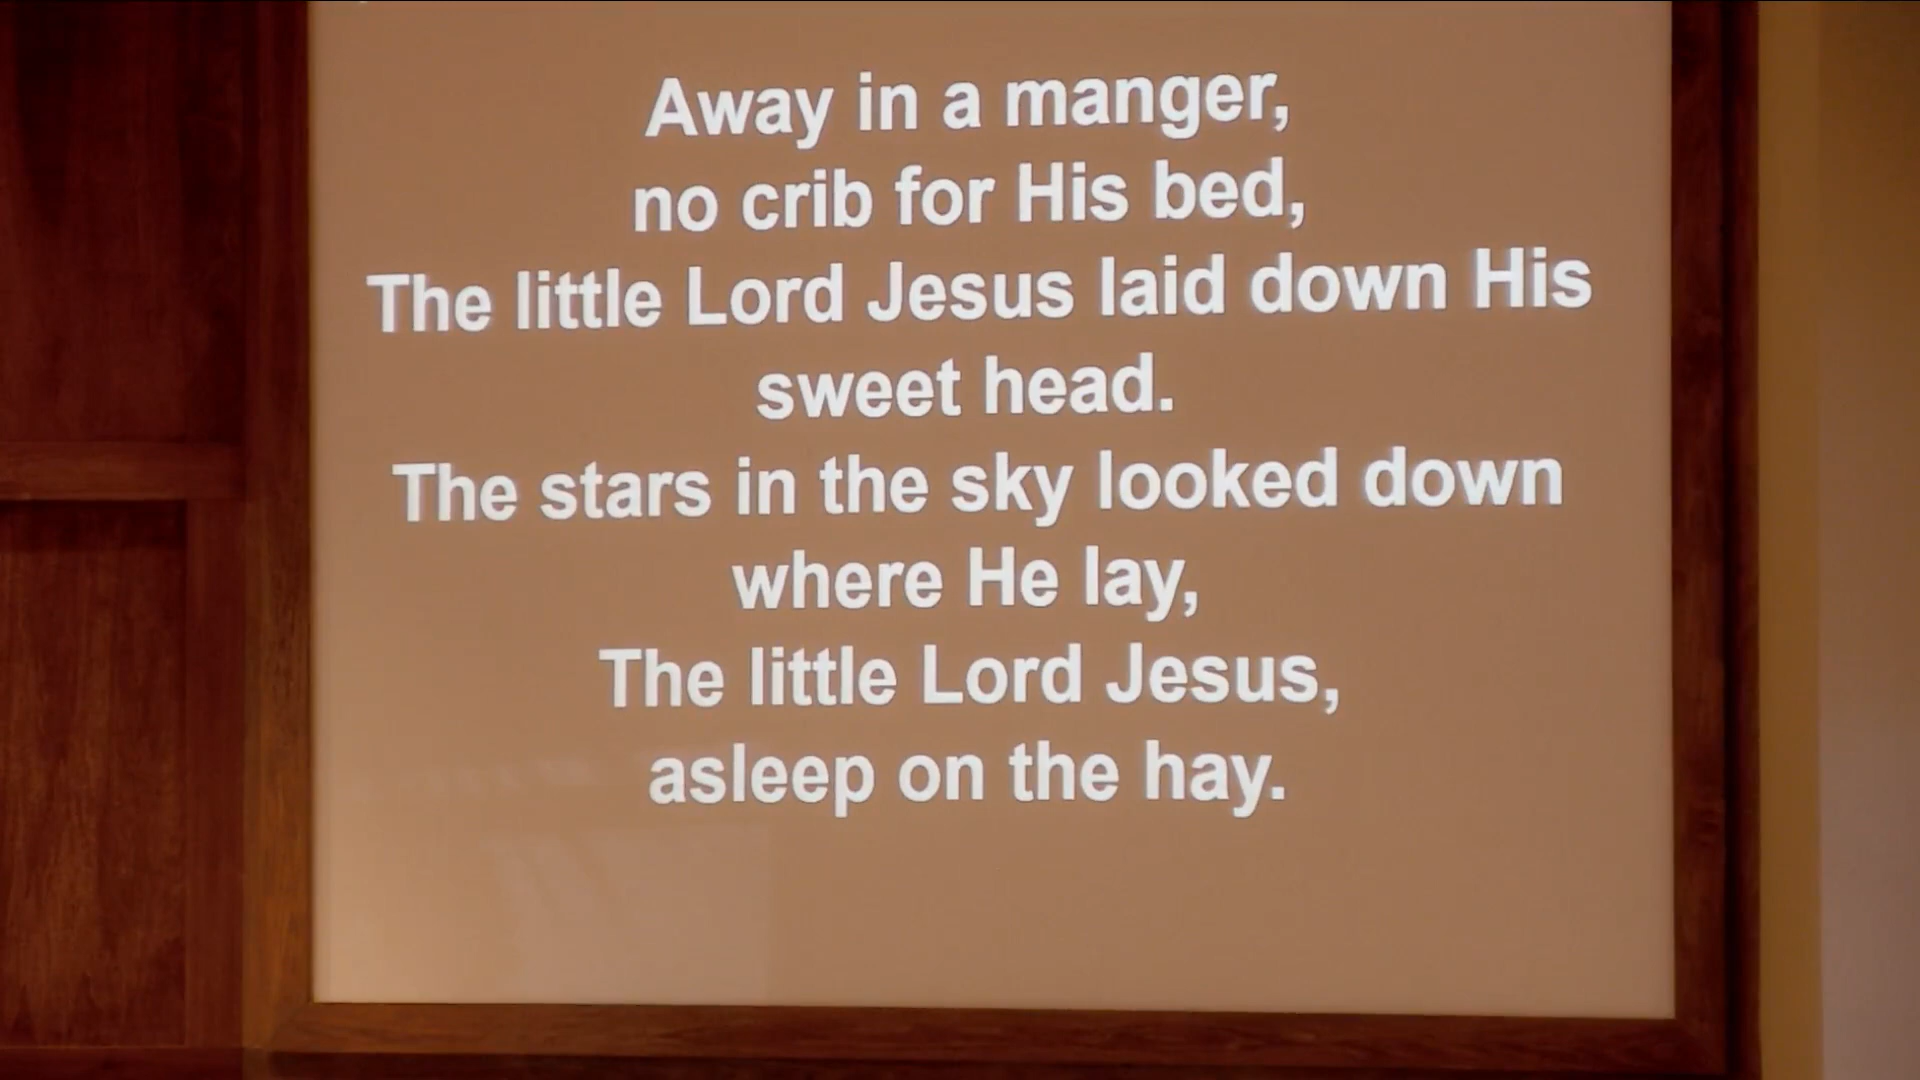 Away in a manger,
no crib for His bed,
The little Lord Jesus laid down His
sweet head.
The stars in the sky looked down
where He lay,
The little Lord Jesus,
asleep on the hay.